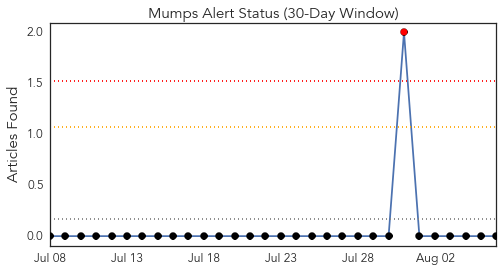 Mumps Alert Status (30-Day Window)
Articles Found
2.0
1.5
1.0
0.5
0.0
Jul 08 Jul 13 Jul 18 Jul 23 Jul 28 Aug 02